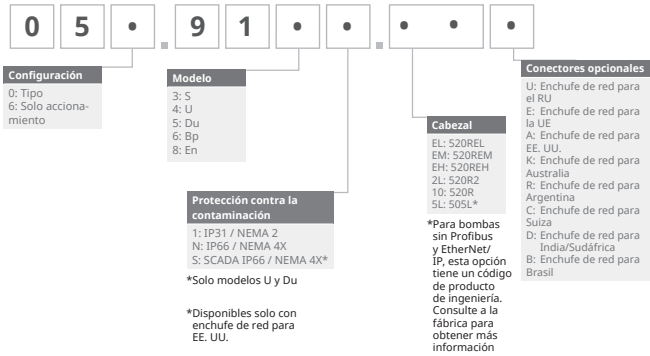 0 5 • . 9 1 • • . • • •
Configuración
0: Tipo
6: Solo acciona-
miento
Modelo
3: S
4: U
5: Du
6: Bp
8: En
Protección contra la
contaminación
1: IP31 / NEMA 2
N: IP66 / NEMA 4X
S: SCADA IP66 / NEMA 4X*
*Solo modelos U y Du
*Disponibles solo con
enchufe de red para
EE. UU.
Cabezal
EL: 520REL
EM: 520REM
EH: 520REH
2L: 520R2
10: 520R
5L: 505L*
*Para bombas
sin Profibus
y EtherNet/
IP, esta opción
tiene un código
de producto
de ingeniería.
Consulte a la
fábrica para
obtener más
información
Conectores opcionales
U: Enchufe de red para
el RU
E: Enchufe de red para
la UE
A: Enchufe de red para
EE. UU.
K: Enchufe de red para
Australia
R: Enchufe de red para
Argentina
C: Enchufe de red para
Suiza
D: Enchufe de red para
India/Sudáfrica
B: Enchufe de red para
Brasil